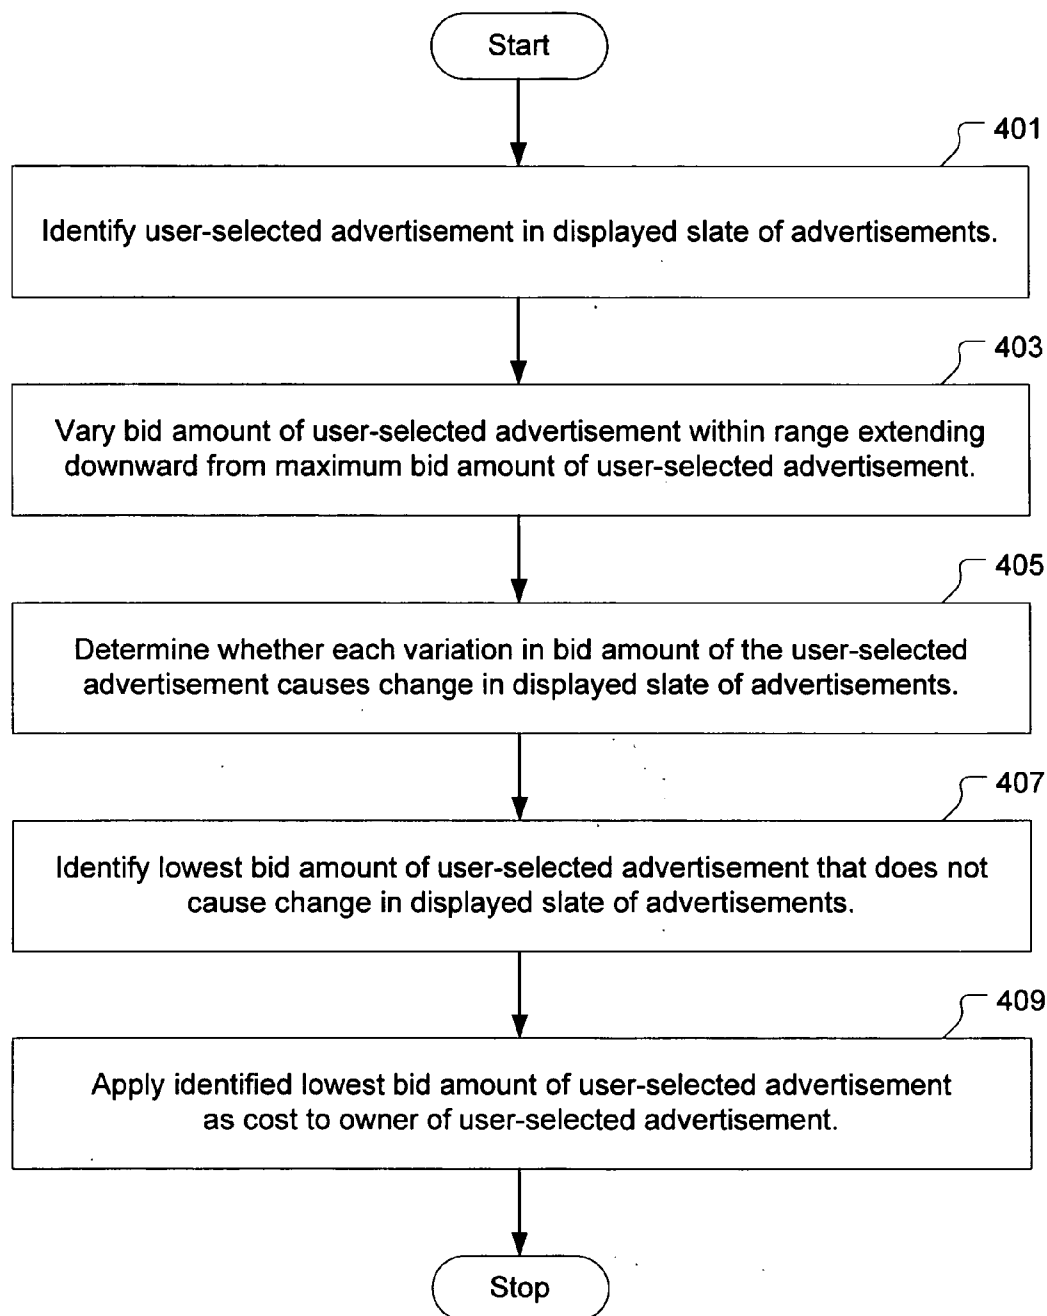 Start
401
Identify user-selected advertisement in displayed slate of advertisements.
403
Vary bid amount of user-selected advertisement within range extending
downward from maximum bid amount of user-selected advertisement.
405
Determine whether each variation in bid amount of the user-selected
advertisement causes change in displayed slate of advertisements.
407
Identify lowest bid amount of user-selected advertisement that does not
cause change in displayed slate of advertisements.
409
Apply identified lowest bid amount of user-selected advertisement
as cost to owner of user-selected advertisement.
Stop